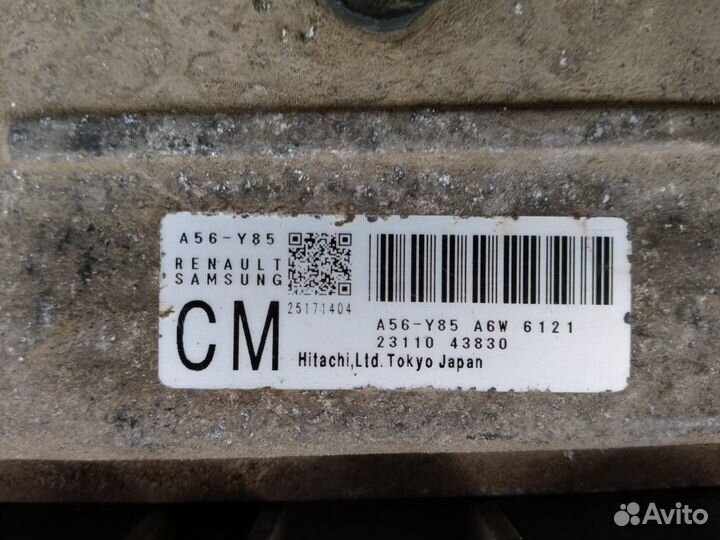 A56-Y85
RENAULT
SAMSUNG
25171404
CM
A56-Y85 A6W 6121
23110 43830
Hitachi,Ltd. Tokyo Japan
Avito